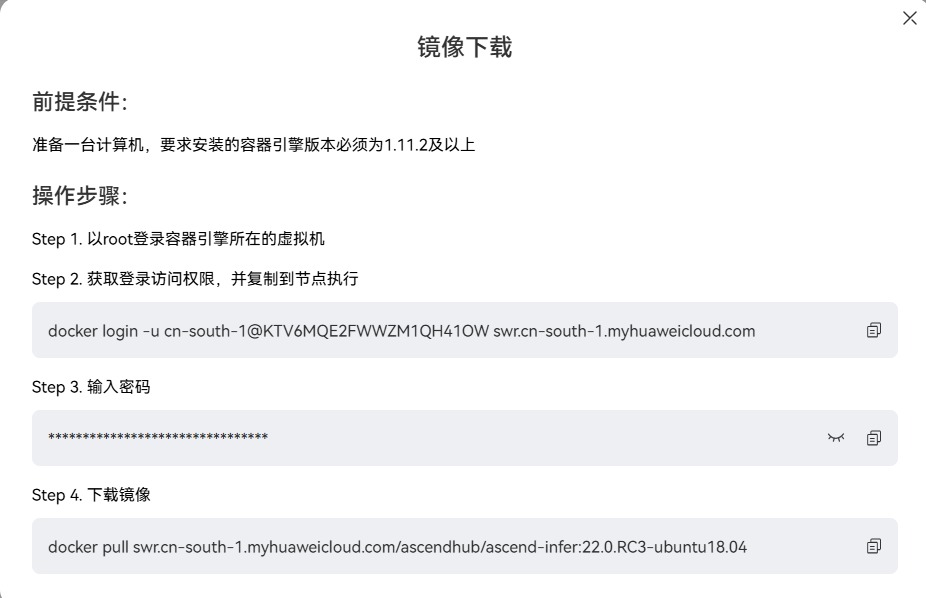 镜像下载
前提条件：
准备一台计算机，要求安装的容器引擎版本必须为1.11.2及以上
操作步骤：
Step 1. 以root登录容器引擎所在的虚拟机
Step 2. 获取登录访问权限，并复制到节点执行
docker login -u cn-south-1@KTV6MQE2FWWZM1QH41OW swr.cn-south-1.myhuaweicloud.com
Step 3. 输入密码
********************************
Step 4. 下载镜像
docker pull swr.cn-south-1.myhuaweicloud.com/ascendhub/ascend-infer:22.0.RC3-ubuntu18.04